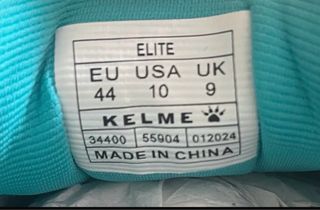 ELITE
EU USA UK
44 10 9
KELME
34400 55904 012024
MADE IN CHINA